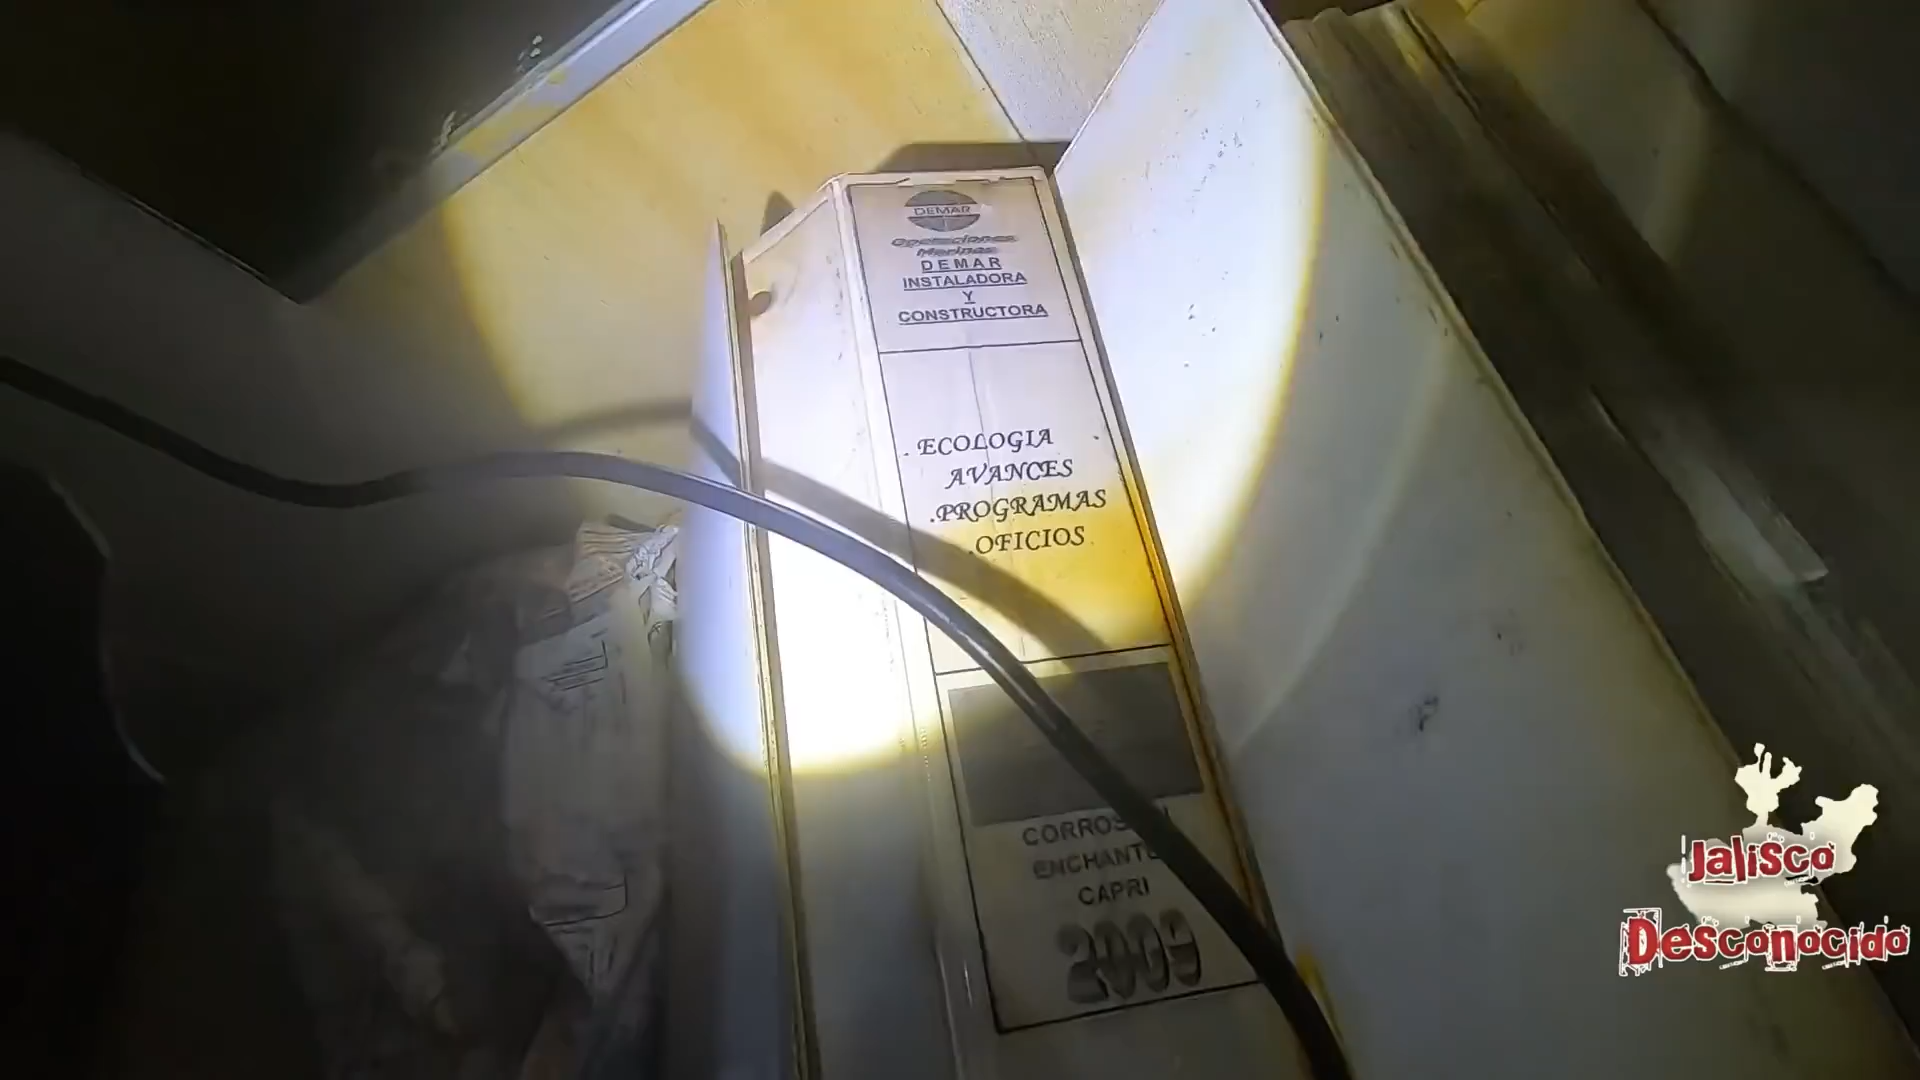 DEMAR
Operaciones
Marinas
DEMAR
INSTALADORA
Y
CONSTRUCTORA
. ECOLOGIA
AVANCES
.PROGRAMAS
.OFICIOS
CAPRI
2009
Jalisco
Desconocido